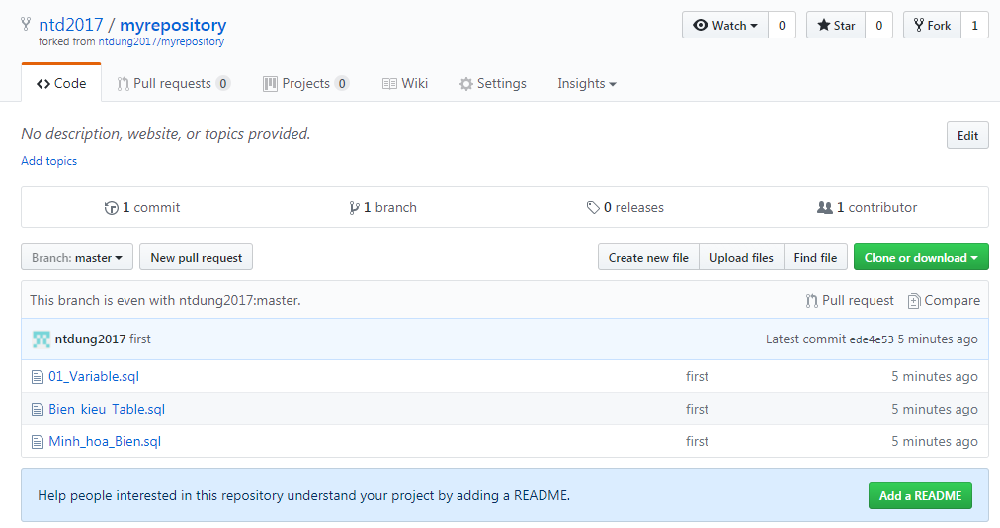 ntd2017 / myrepository Watch 0 Star 0 Fork 1
forked from ntdung2017/myrepository
Code Pull requests 0 Projects 0 Wiki Settings Insights
No description, website, or topics provided. Edit
Add topics
1 commit 1 branch 0 releases 1 contributor
Branch: master New pull request Create new file Upload files Find file Clone or download
This branch is even with ntdung2017:master. Pull request Compare
ntdung2017 first Latest commit ede4e53 5 minutes ago
01_Variable.sql first 5 minutes ago
Bien_kieu_Table.sql first 5 minutes ago
Minh_hoa_Bien.sql first 5 minutes ago
Help people interested in this repository understand your project by adding a README. Add a README